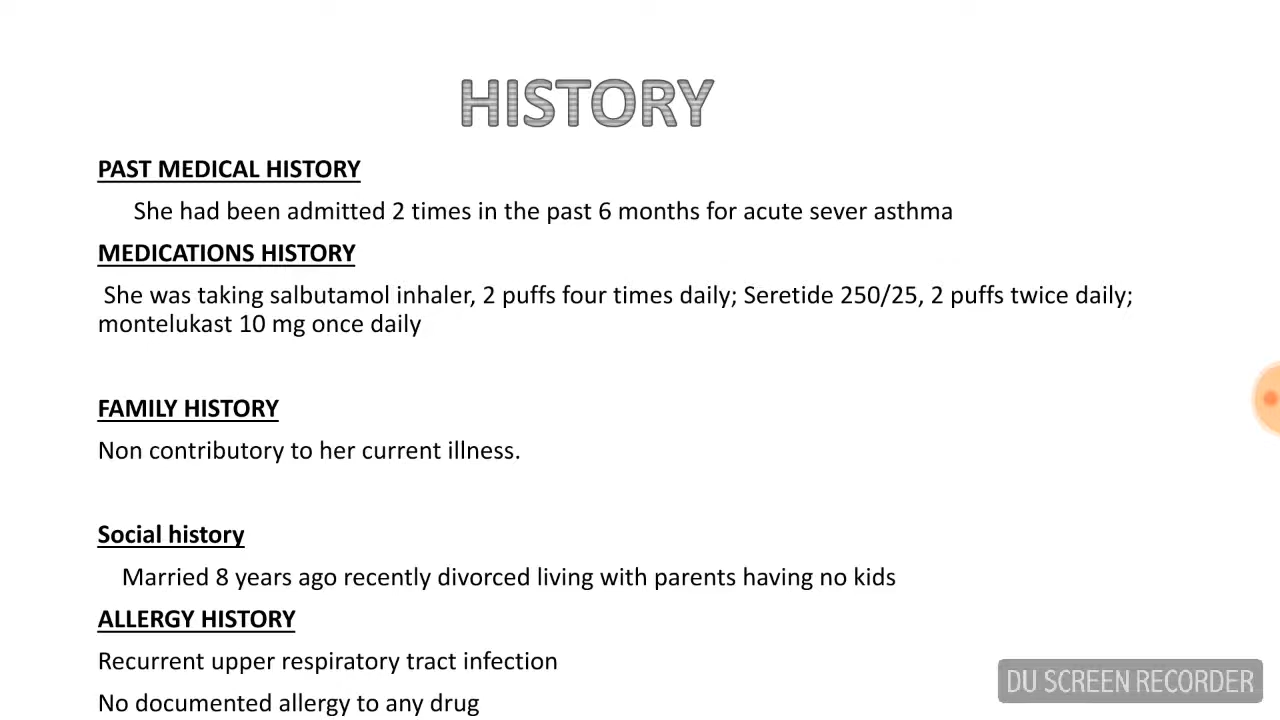 HISTORY
PAST MEDICAL HISTORY
She had been admitted 2 times in the past 6 months for acute sever asthma
MEDICATIONS HISTORY
She was taking salbutamol inhaler, 2 puffs four times daily; Seretide 250/25, 2 puffs twice daily;
montelukast 10 mg once daily
FAMILY HISTORY
Non contributory to her current illness.
Social history
Married 8 years ago recently divorced living with parents having no kids
ALLERGY HISTORY
Recurrent upper respiratory tract infection
No documented allergy to any drug
DU SCREEN RECORDER